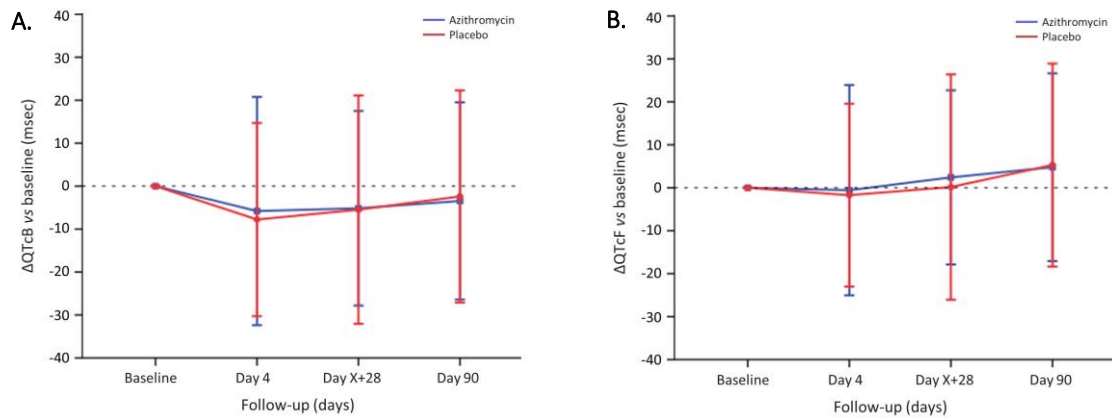 A.
Azithromycin
Placebo
40
30
20
10
0
-10
-20
-30
-40
ΔQTcB vs baseline (msec)
Baseline
Day 4
Day X+28
Day 90
Follow-up (days)
B.
Azithromycin
Placebo
40
30
20
10
0
-10
-20
-30
-40
ΔQTcF vs baseline (msec)
Baseline
Day 4
Day X+28
Day 90
Follow-up (days)